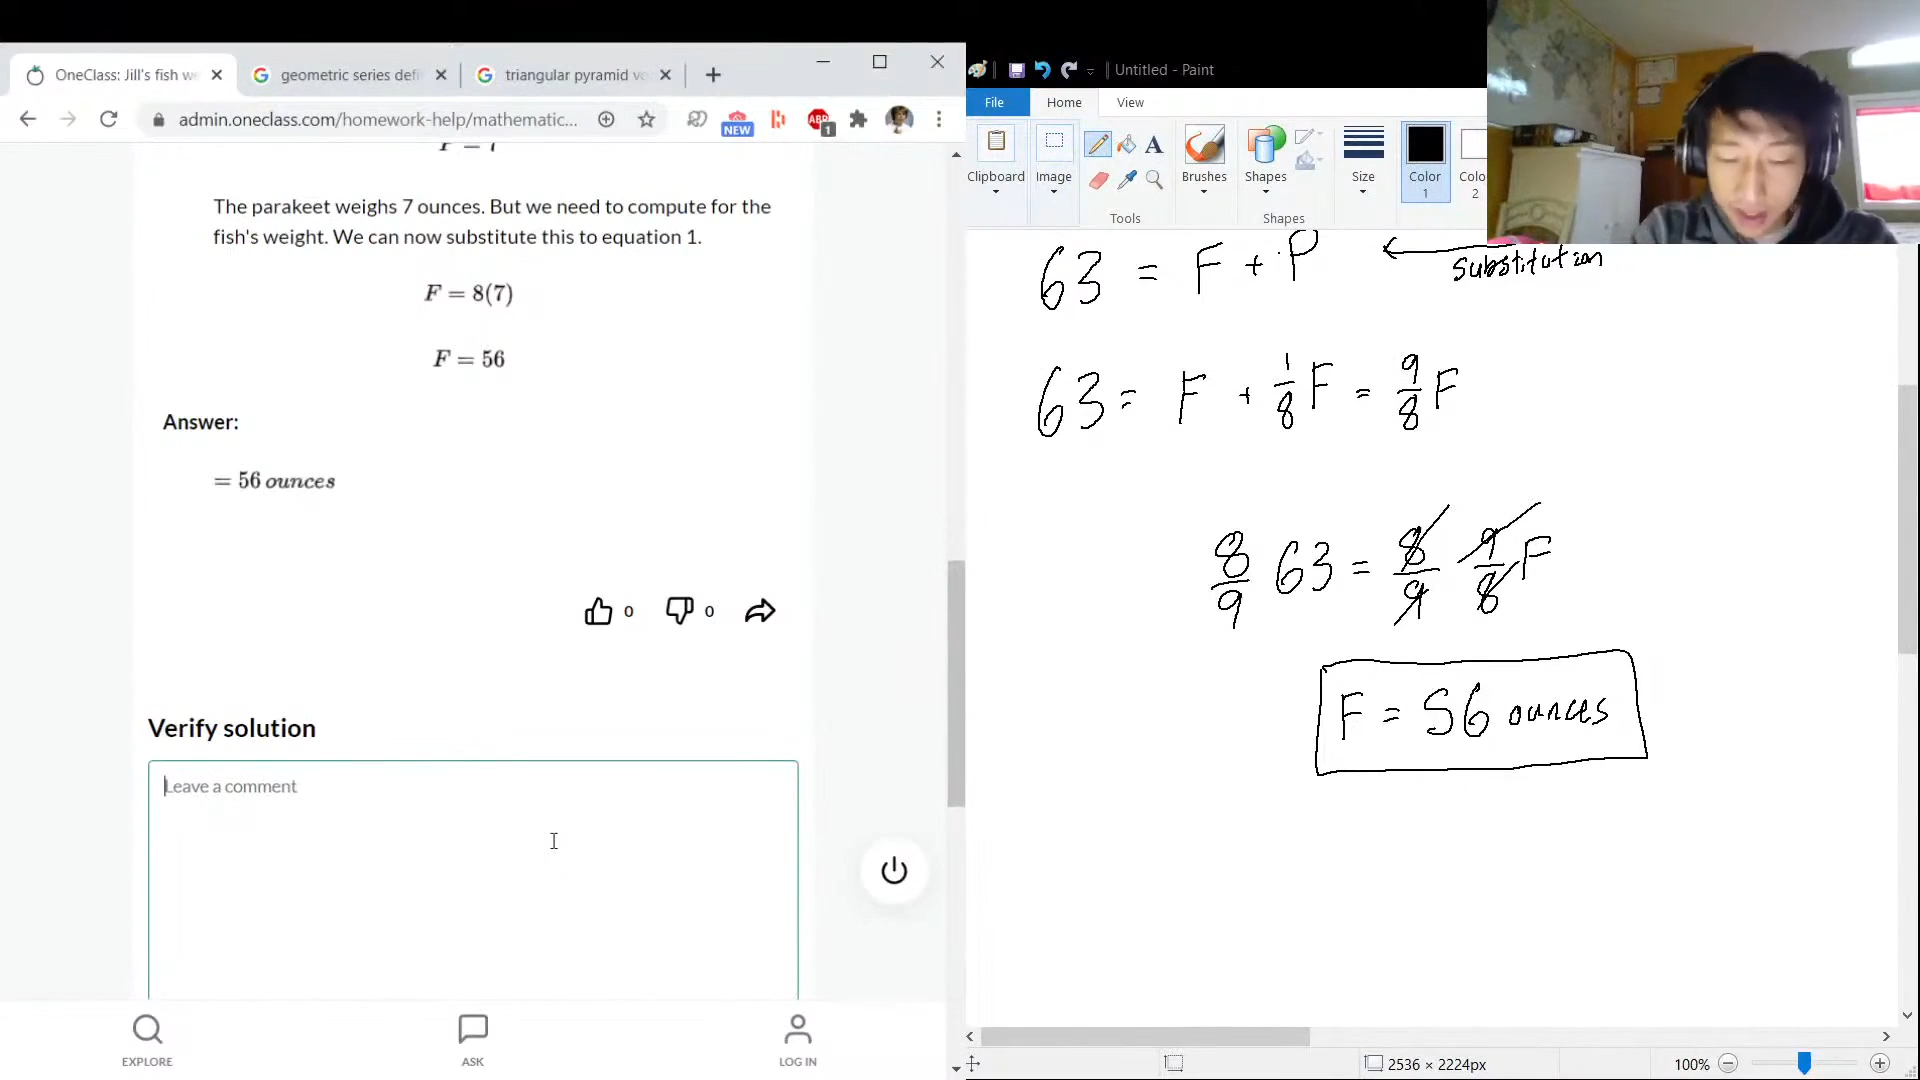 OneClass: Jill's fish we
geometric series defi
triangular pyramid vo
admin.oneclass.com/homework-help/mathematic...
NEW
ABP
1
The parakeet weighs 7 ounces. But we need to compute for the
fish's weight. We can now substitute this to equation 1.
F = 8(7)
F = 56
Answer:
= 56 ounces
0
0
Verify solution
Leave a comment
EXPLORE
ASK
LOG IN
Untitled - Paint
File
Home
View
Clipboard
Image
Tools
Brushes
Shapes
Shapes
Size
Color
1
Colo
2
63 = F + P
substitution
63 = F + 1/8 F = 9/8 F
8/9 63 = 8/9 9/8 F
F = 56 ounces
2536 × 2224px
100%